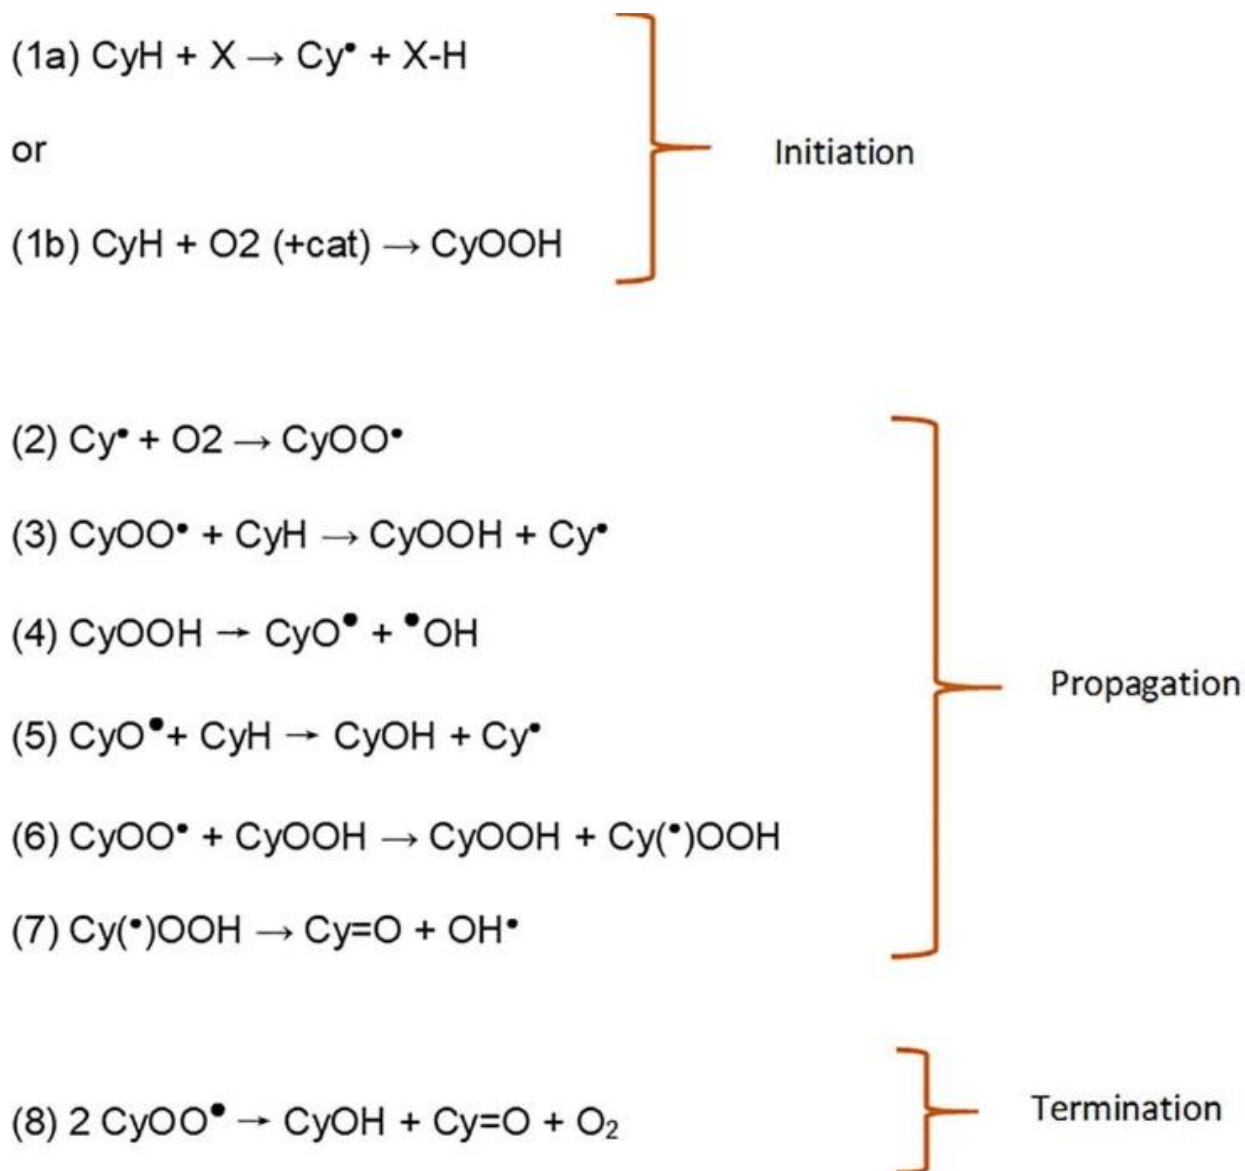 (1a) CyH + X → Cy• + X-H
or
Initiation
(1b) CyH + O2 (+cat) → CyOOH
(2) Cy• + O2 → CyOO•
(3) CyOO• + CyH → CyOOH + Cy•
(4) CyOOH → CyO• + •OH
Propagation
(5) CyO•+ CyH → CyOH + Cy•
(6) CyOO• + CyOOH → CyOOH + Cy(•)OOH
(7) Cy(•)OOH → Cy=O + OH•
(8) 2 CyOO• → CyOH + Cy=O + O₂
Termination